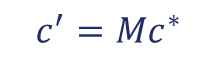 c′ = Mc*